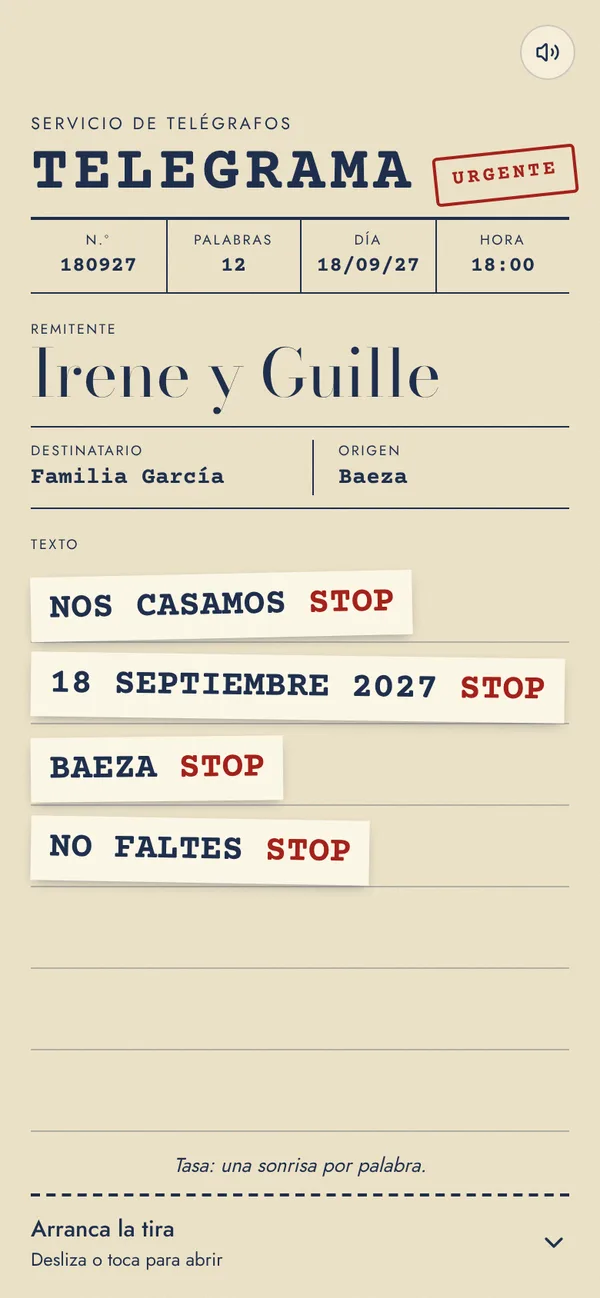 SERVICIO DE TELÉGRAFOS
TELEGRAMA
URGENTE
N.° PALABRAS DÍA HORA
180927 12 18/09/27 18:00
REMITENTE
Irene y Guille
DESTINATARIO ORIGEN
Familia García Baeza
TEXTO
NOS CASAMOS STOP
18 SEPTIEMBRE 2027 STOP
BAEZA STOP
NO FALTES STOP
Tasa: una sonrisa por palabra.
Arranca la tira
Desliza o toca para abrir